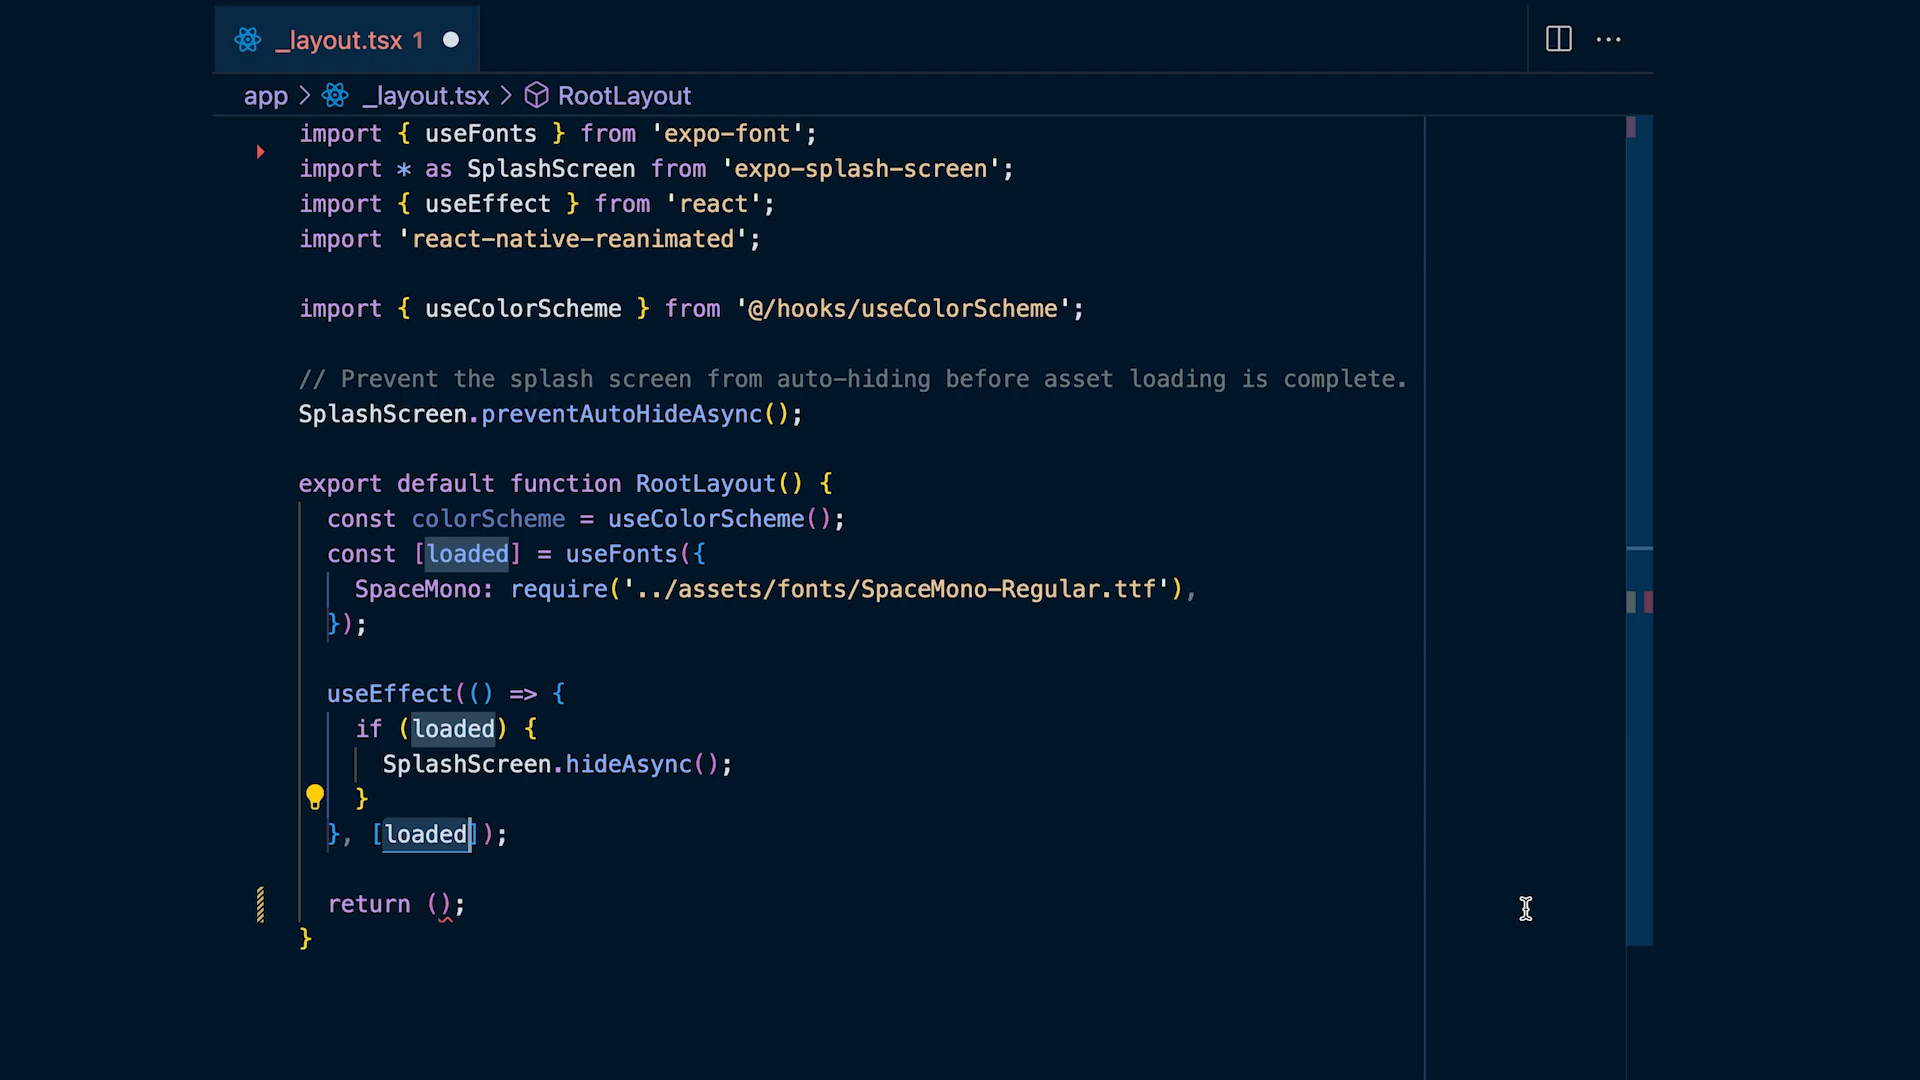 _layout.tsx 1
app > _layout.tsx > RootLayout
import { useFonts } from 'expo-font';
import * as SplashScreen from 'expo-splash-screen';
import { useEffect } from 'react';
import 'react-native-reanimated';
import { useColorScheme } from '@/hooks/useColorScheme';
// Prevent the splash screen from auto-hiding before asset loading is complete.
SplashScreen.preventAutoHideAsync();
export default function RootLayout() {
const colorScheme = useColorScheme();
const [loaded] = useFonts({
SpaceMono: require('../assets/fonts/SpaceMono-Regular.ttf'),
});
useEffect(() => {
if (loaded) {
SplashScreen.hideAsync();
}
}, [loaded]);
return ();
}